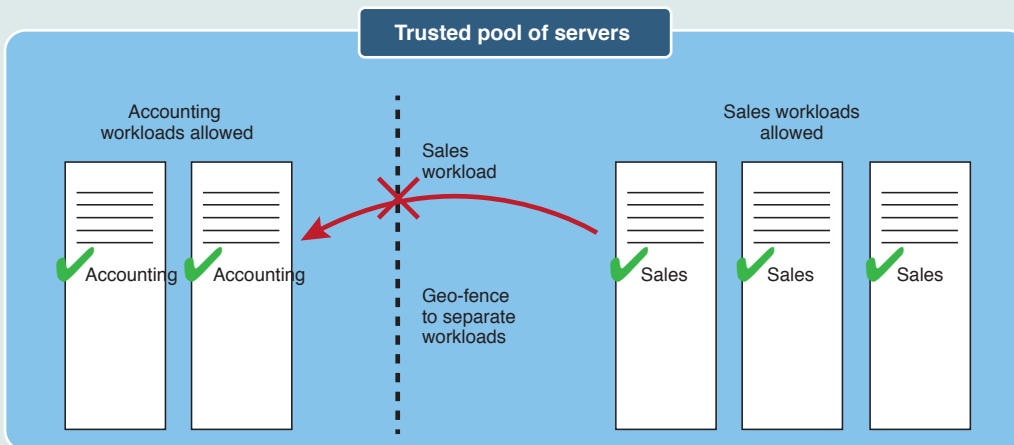 Trusted pool of servers
Accounting
workloads allowed
Sales workloads
allowed
Sales
workload
Accounting
Accounting
Sales
Sales
Sales
Geo-fence
to separate
workloads